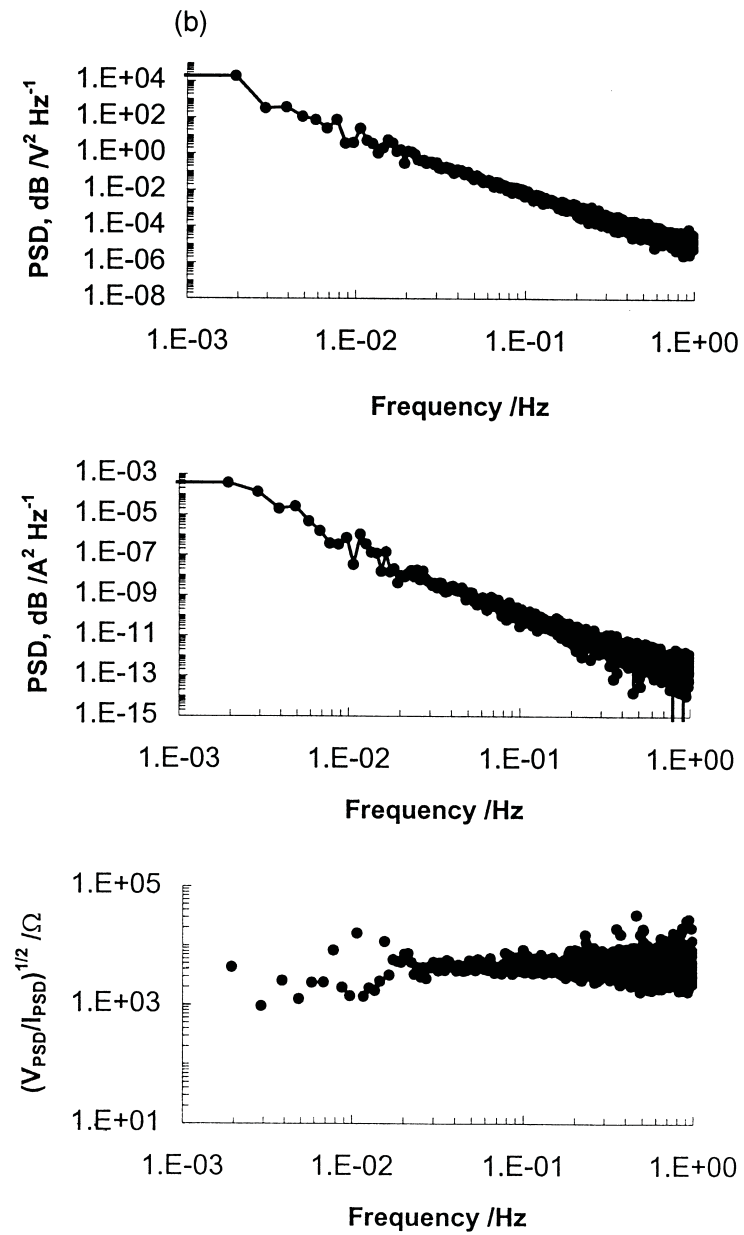 (b)
PSD, dB /V² Hz⁻¹
1.E+04
1.E+02
1.E+00
1.E-02
1.E-04
1.E-06
1.E-08
1.E-03 1.E-02 1.E-01 1.E+00
Frequency /Hz
PSD, dB /A² Hz⁻¹
1.E-03
1.E-05
1.E-07
1.E-09
1.E-11
1.E-13
1.E-15
1.E-03 1.E-02 1.E-01 1.E+00
Frequency /Hz
(V_PSD/I_PSD)^1/2 /Ω
1.E+05
1.E+03
1.E+01
1.E-03 1.E-02 1.E-01 1.E+00
Frequency /Hz